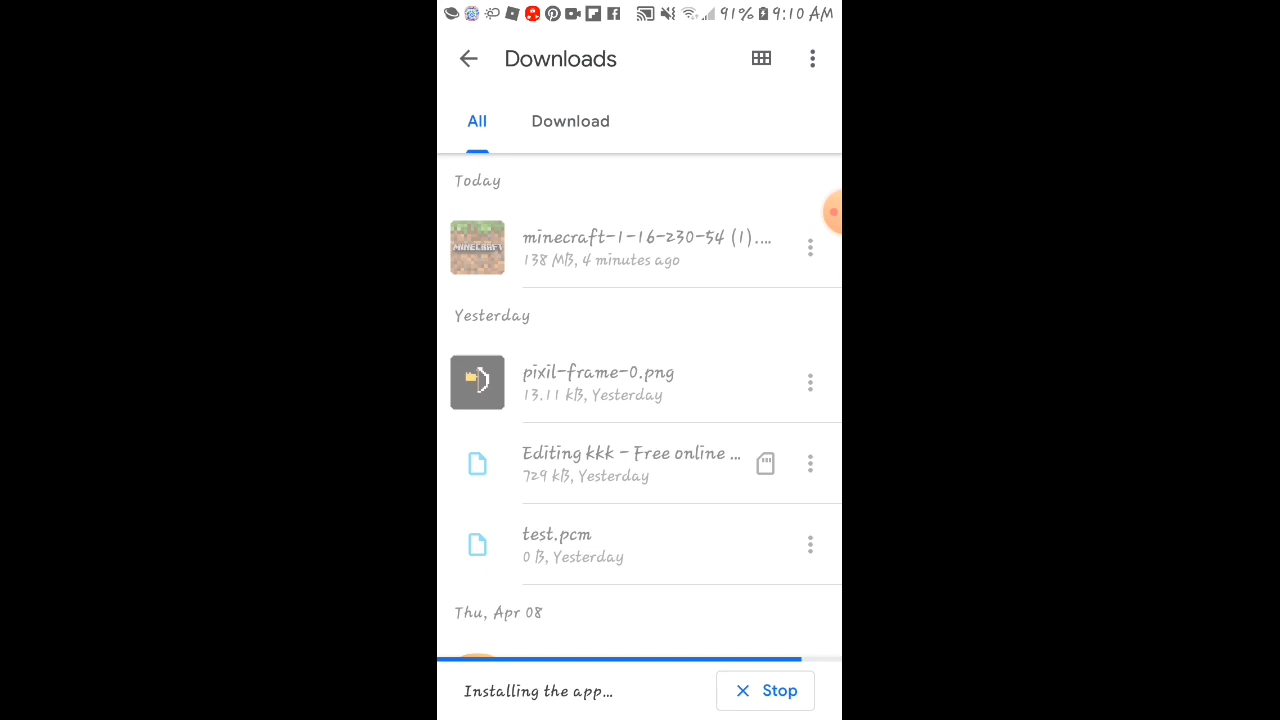 91% 9:10 AM
Downloads
All Download
Today
MINECRAFT
minecraft-1-16-230-54 (1)....
138 MB, 4 minutes ago
Yesterday
pixil-frame-0.png
13.11 kB, Yesterday
Editing kkk - Free online ...
729 kB, Yesterday
test.pcm
0 B, Yesterday
Thu, Apr 08
Installing the app... Stop